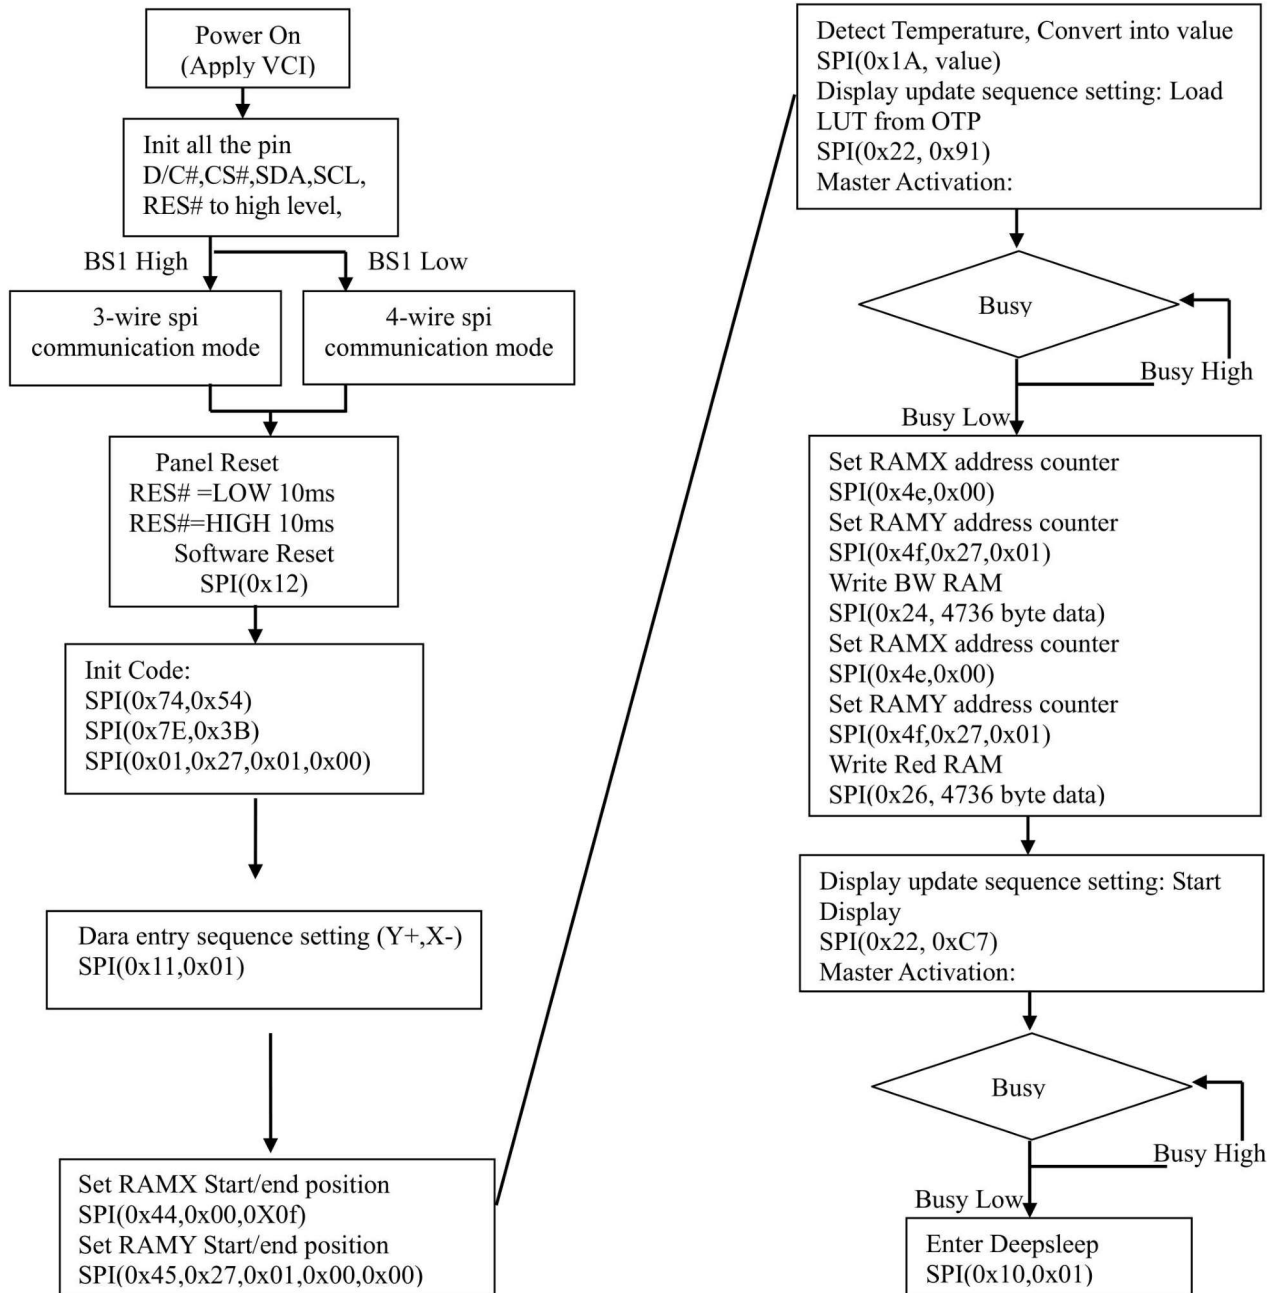 Power On
(Apply VCI)
Init all the pin
D/C#,CS#,SDA,SCL,
RES# to high level,
BS1 High
BS1 Low
3-wire spi
communication mode
4-wire spi
communication mode
Panel Reset
RES# =LOW 10ms
RES#=HIGH 10ms
Software Reset
SPI(0x12)
Init Code:
SPI(0x74,0x54)
SPI(0x7E,0x3B)
SPI(0x01,0x27,0x01,0x00)
Dara entry sequence setting (Y+,X-)
SPI(0x11,0x01)
Set RAMX Start/end position
SPI(0x44,0x00,0X0f)
Set RAMY Start/end position
SPI(0x45,0x27,0x01,0x00,0x00)
Detect Temperature, Convert into value
SPI(0x1A, value)
Display update sequence setting: Load
LUT from OTP
SPI(0x22, 0x91)
Master Activation:
Busy
Busy High
Busy Low
Set RAMX address counter
SPI(0x4e,0x00)
Set RAMY address counter
SPI(0x4f,0x27,0x01)
Write BW RAM
SPI(0x24, 4736 byte data)
Set RAMX address counter
SPI(0x4e,0x00)
Set RAMY address counter
SPI(0x4f,0x27,0x01)
Write Red RAM
SPI(0x26, 4736 byte data)
Display update sequence setting: Start
Display
SPI(0x22, 0xC7)
Master Activation:
Busy
Busy High
Busy Low
Enter Deepsleep
SPI(0x10,0x01)